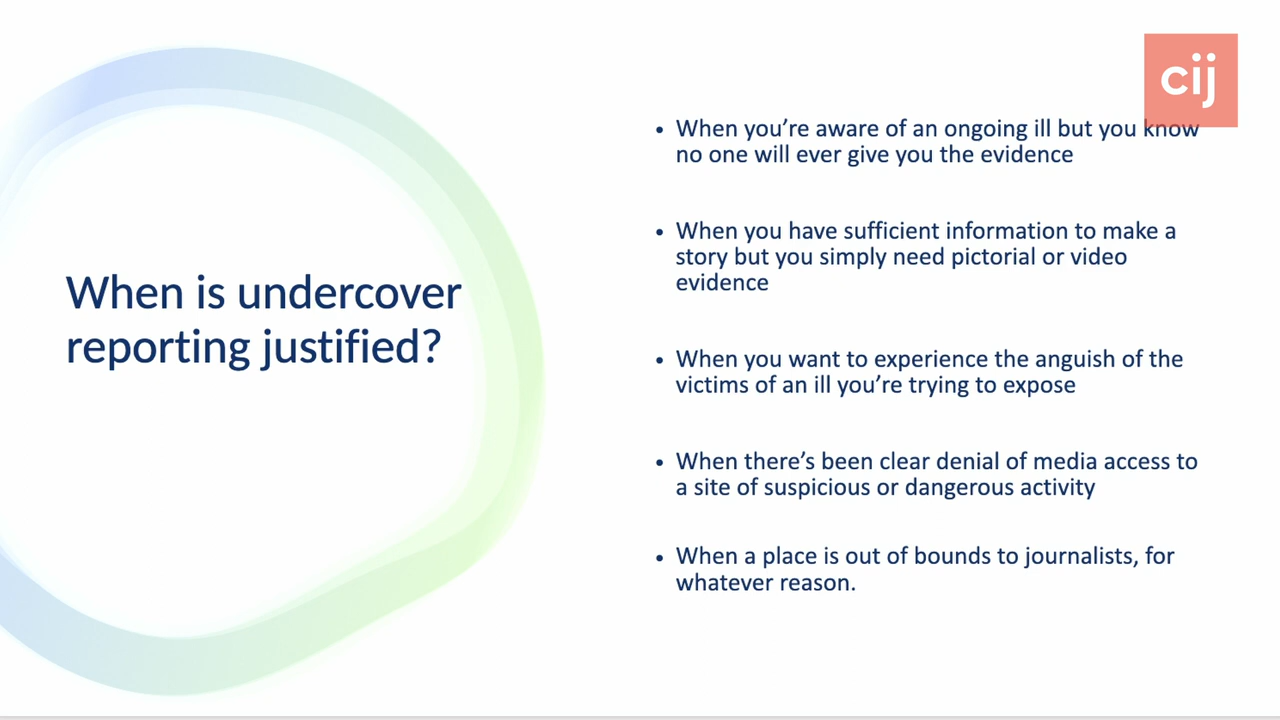 cij
When is undercover
reporting justified?
• When you’re aware of an ongoing ill but you know
no one will ever give you the evidence
• When you have sufficient information to make a
story but you simply need pictorial or video
evidence
• When you want to experience the anguish of the
victims of an ill you’re trying to expose
• When there’s been clear denial of media access to
a site of suspicious or dangerous activity
• When a place is out of bounds to journalists, for
whatever reason.